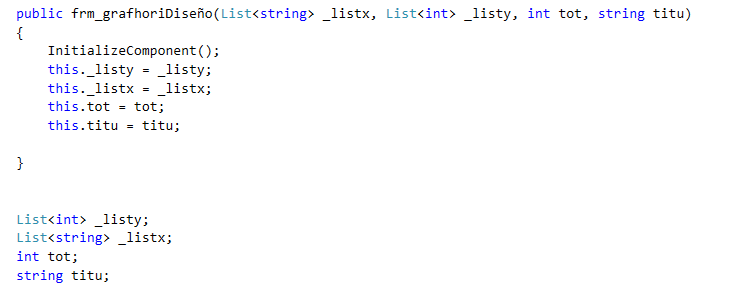 public frm_grafhoriDiseño(List<string> _listx, List<int> _listy, int tot, string titu)
{
    InitializeComponent();
    this._listy = _listy;
    this._listx = _listx;
    this.tot = tot;
    this.titu = titu;
}
List<int> _listy;
List<string> _listx;
int tot;
string titu;